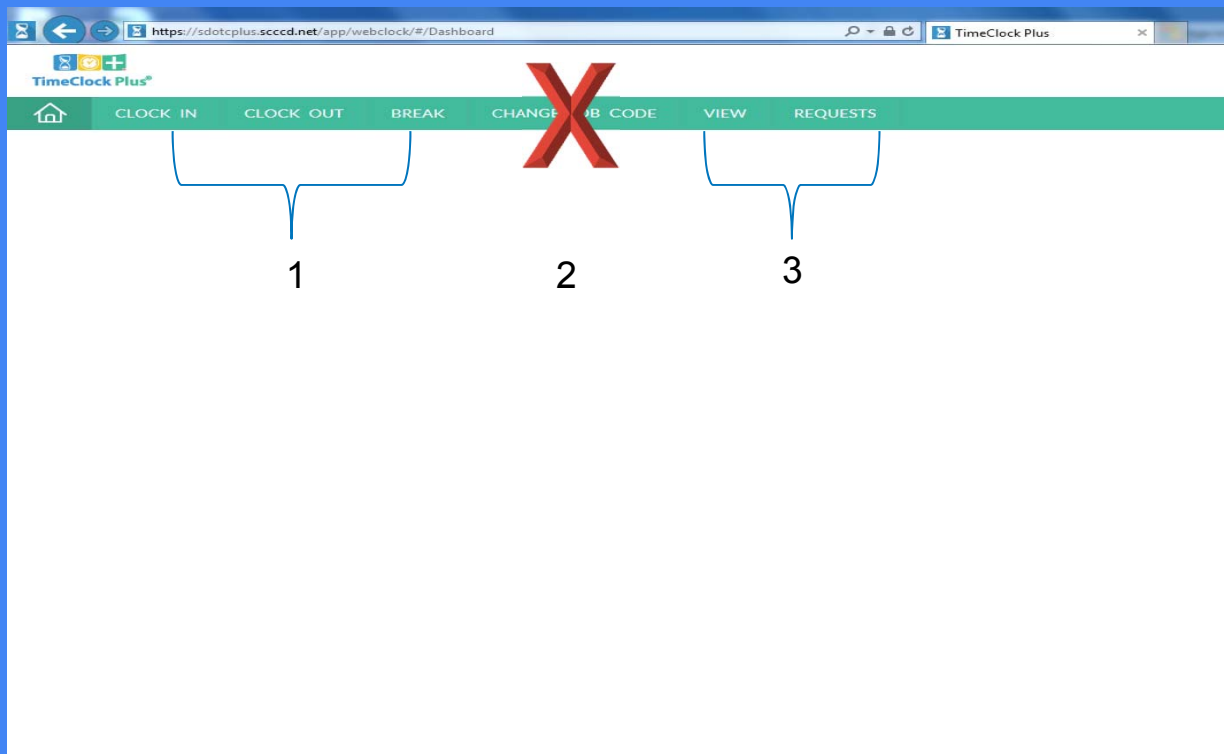 https://sdotcplus.scccd.net/app/webclock/#/Dashboard
TimeClock Plus
TimeClock Plus®
CLOCK IN CLOCK OUT BREAK CHANGE CODE VIEW REQUESTS
1 2 3